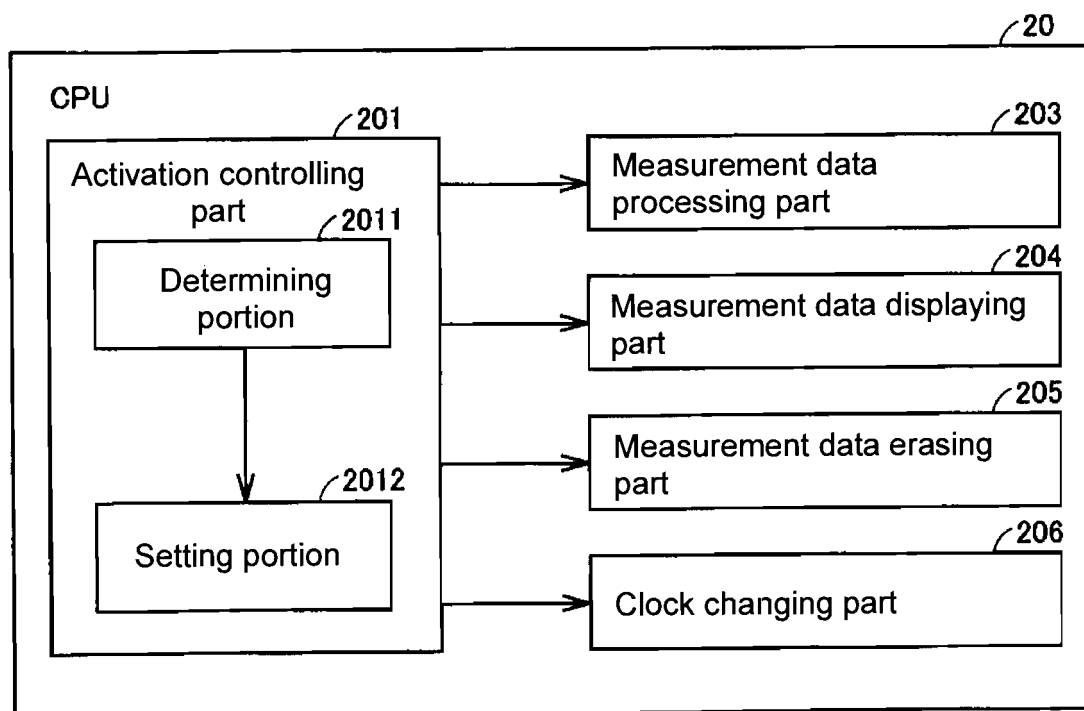 20
CPU
201
Activation controlling
part
2011
Determining
portion
2012
Setting portion
203
Measurement data
processing part
204
Measurement data displaying
part
205
Measurement data erasing
part
206
Clock changing part